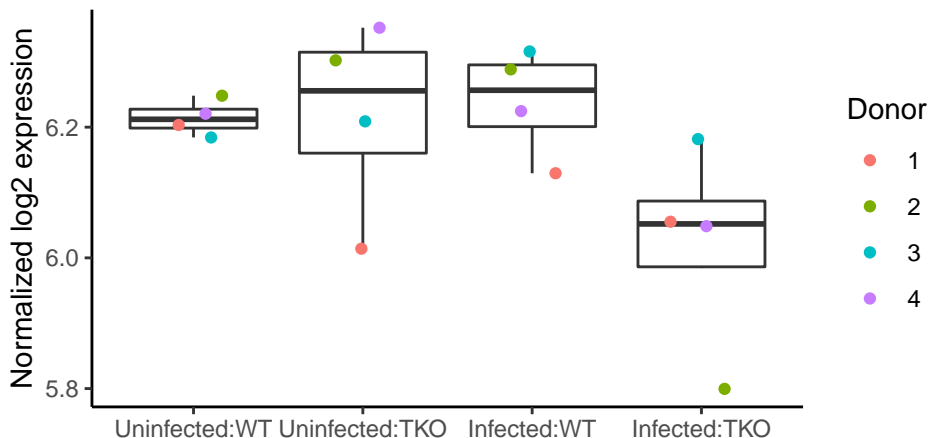 Normalized log2 expression
6.2
6.0
5.8
Uninfected:WT
Uninfected:TKO
Infected:WT
Infected:TKO
Donor
1
2
3
4